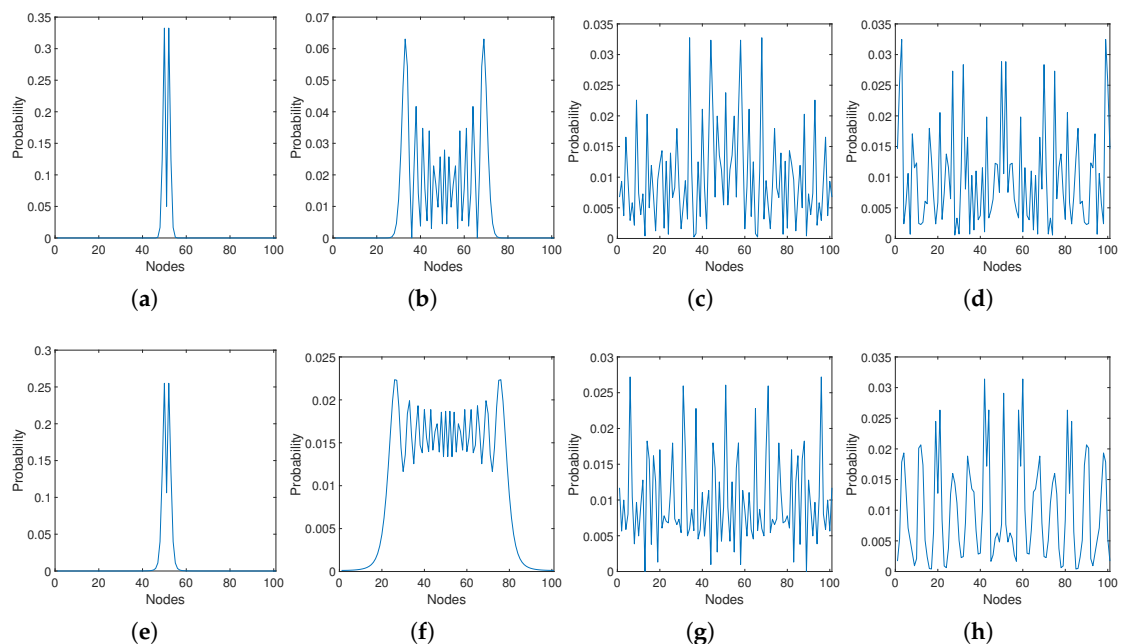 0.35 0.07 0.035 0.035
0.3 0.06 0.03 0.03
0.25 0.05 0.025 0.025
0.2 0.04 0.02 0.02
0.15 0.03 0.015 0.015
0.1 0.02 0.01 0.01
0.05 0.01 0.005 0.005
0 0 0 0
Probability Probability Probability Probability
0 20 40 60 80 100 0 20 40 60 80 100 0 20 40 60 80 100 0 20 40 60 80 100
Nodes Nodes Nodes Nodes
(a) (b) (c) (d)
0.3 0.025 0.03 0.035
0.25 0.02 0.025 0.03
0.2 0.015 0.02 0.025
0.15 0.01 0.015 0.02
0.1 0.005 0.01 0.015
0.05 0 0.005 0.01
0 0 0.005
0
Probability Probability Probability Probability
0 20 40 60 80 100 0 20 40 60 80 100 0 20 40 60 80 100 0 20 40 60 80 100
Nodes Nodes Nodes Nodes
(e) (f) (g) (h)